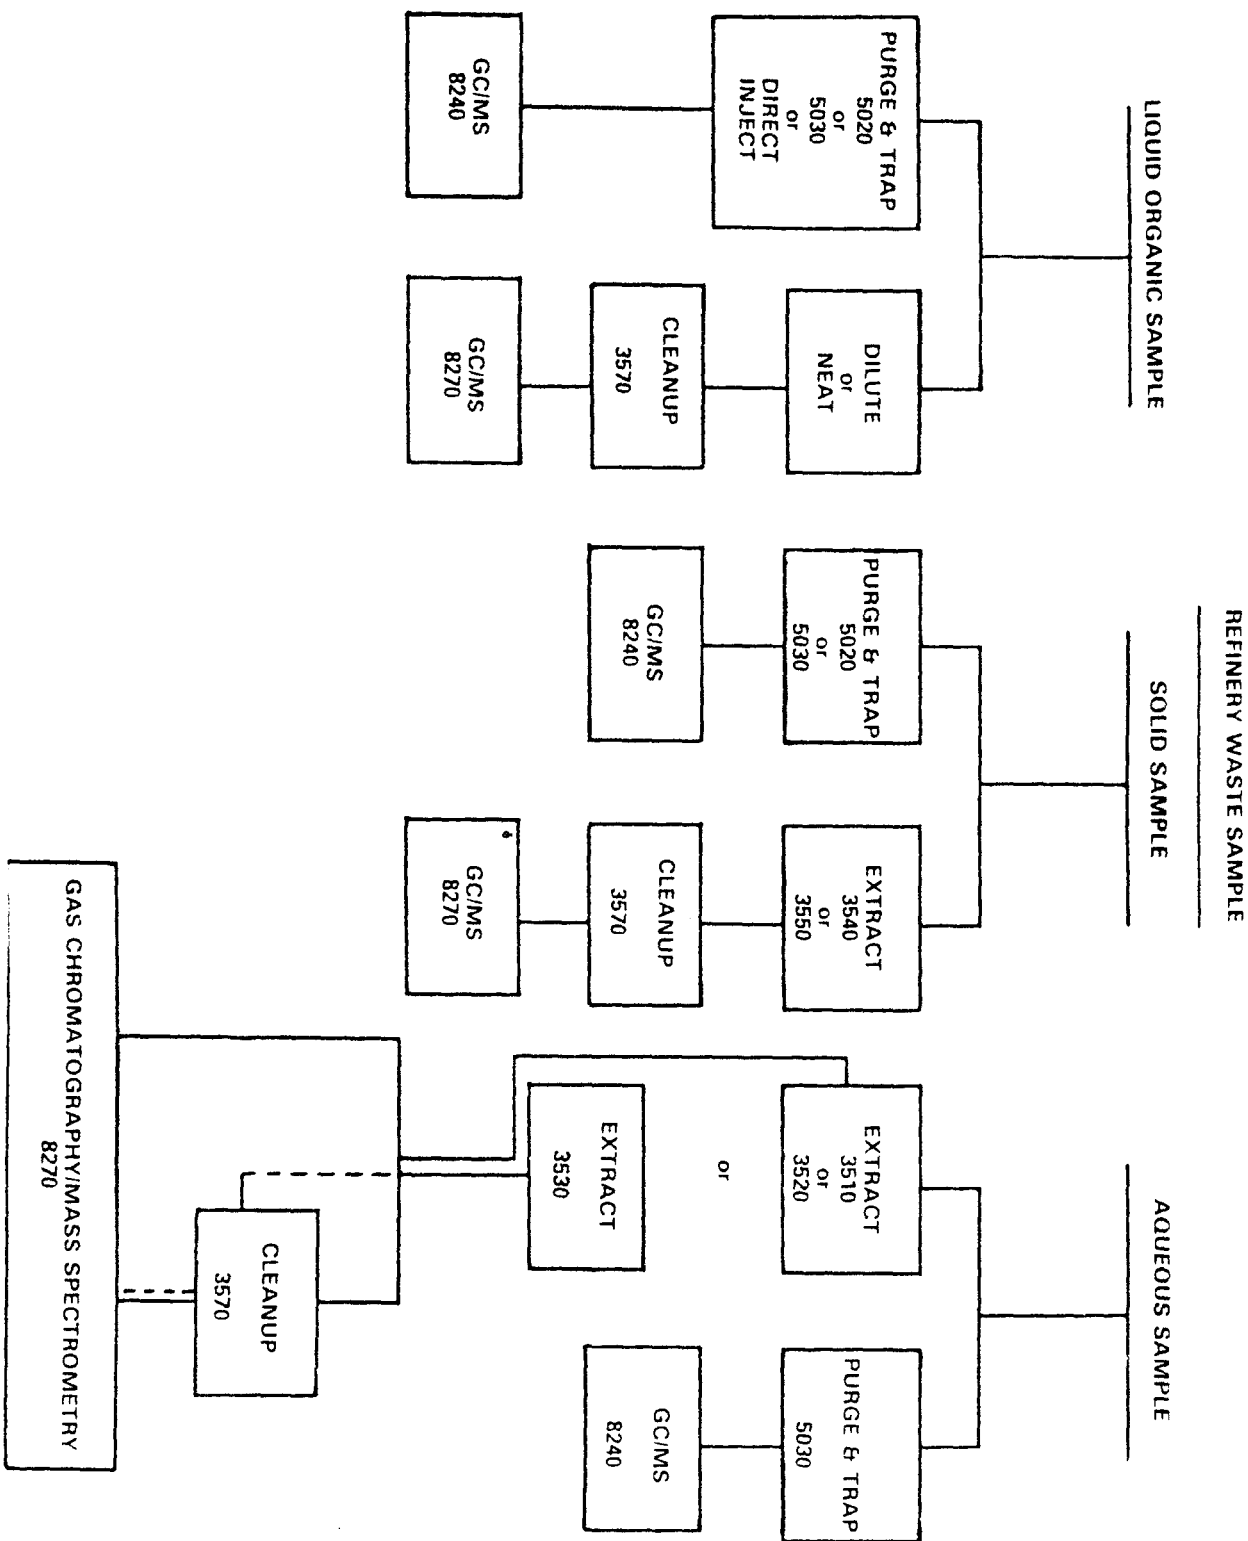 REFINERY WASTE SAMPLE
LIQUID ORGANIC SAMPLE
PURGE & TRAP
5020
or
5030
or
DIRECT
INJECT
GC/MS
8240
DILUTE
or
NEAT
CLEANUP
3570
GC/MS
8270
SOLID SAMPLE
PURGE & TRAP
5020
or
5030
GC/MS
8240
EXTRACT
3540
or
3550
CLEANUP
3570
GC/MS
8270
AQUEOUS SAMPLE
EXTRACT
3510
or
3520
or
EXTRACT
3530
CLEANUP
3570
PURGE & TRAP
5030
GC/MS
8240
GAS CHROMATOGRAPHY/MASS SPECTROMETRY
8270